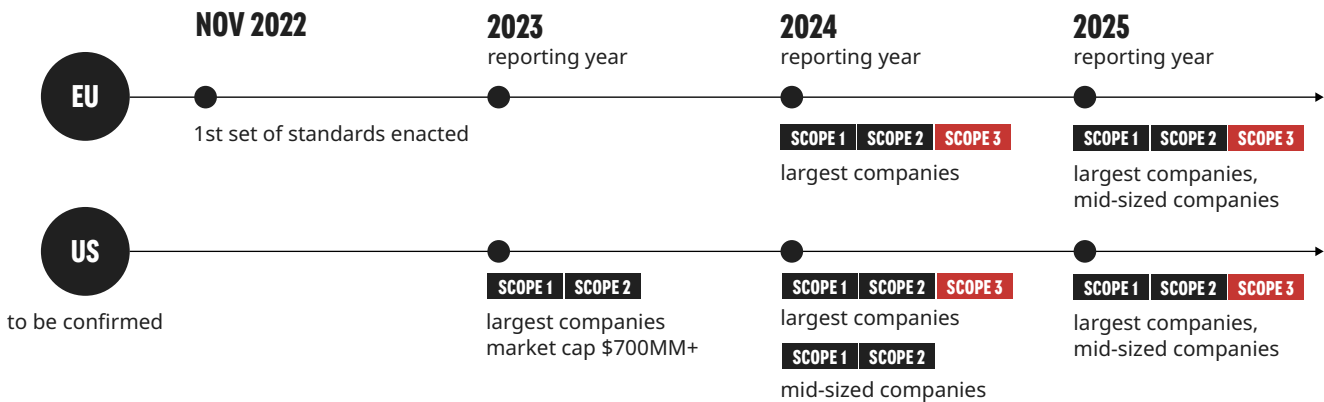 NOV 2022
2023
reporting year
2024
reporting year
2025
reporting year
EU
1st set of standards enacted
SCOPE 1 SCOPE 2 SCOPE 3
largest companies
SCOPE 1 SCOPE 2 SCOPE 3
largest companies,
mid-sized companies
US
to be confirmed
SCOPE 1 SCOPE 2
largest companies
market cap $700MM+
SCOPE 1 SCOPE 2 SCOPE 3
largest companies
SCOPE 1 SCOPE 2
mid-sized companies
SCOPE 1 SCOPE 2 SCOPE 3
largest companies,
mid-sized companies